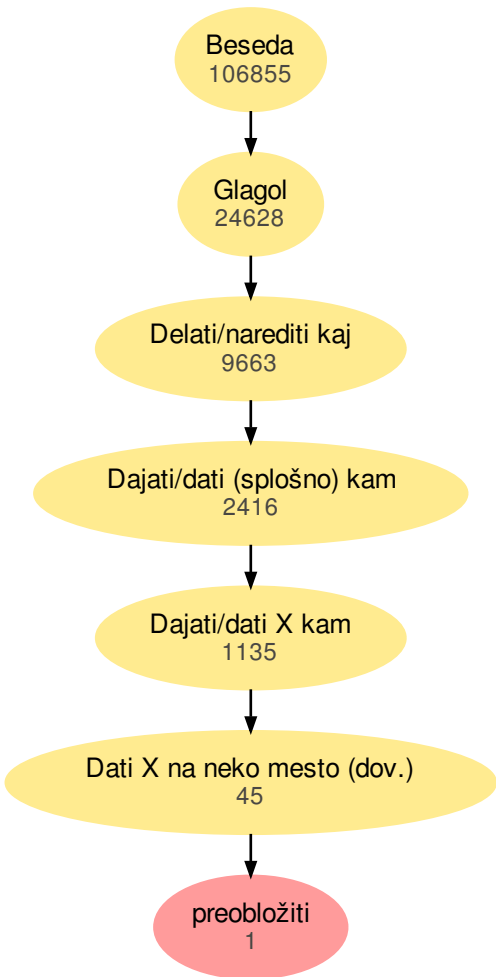 Beseda
106855
Glagol
24628
Delati/narediti kaj
9663
Dajati/dati (splošno) kam
2416
Dajati/dati X kam
1135
Dati X na neko mesto (dov.)
45
preobložiti
1